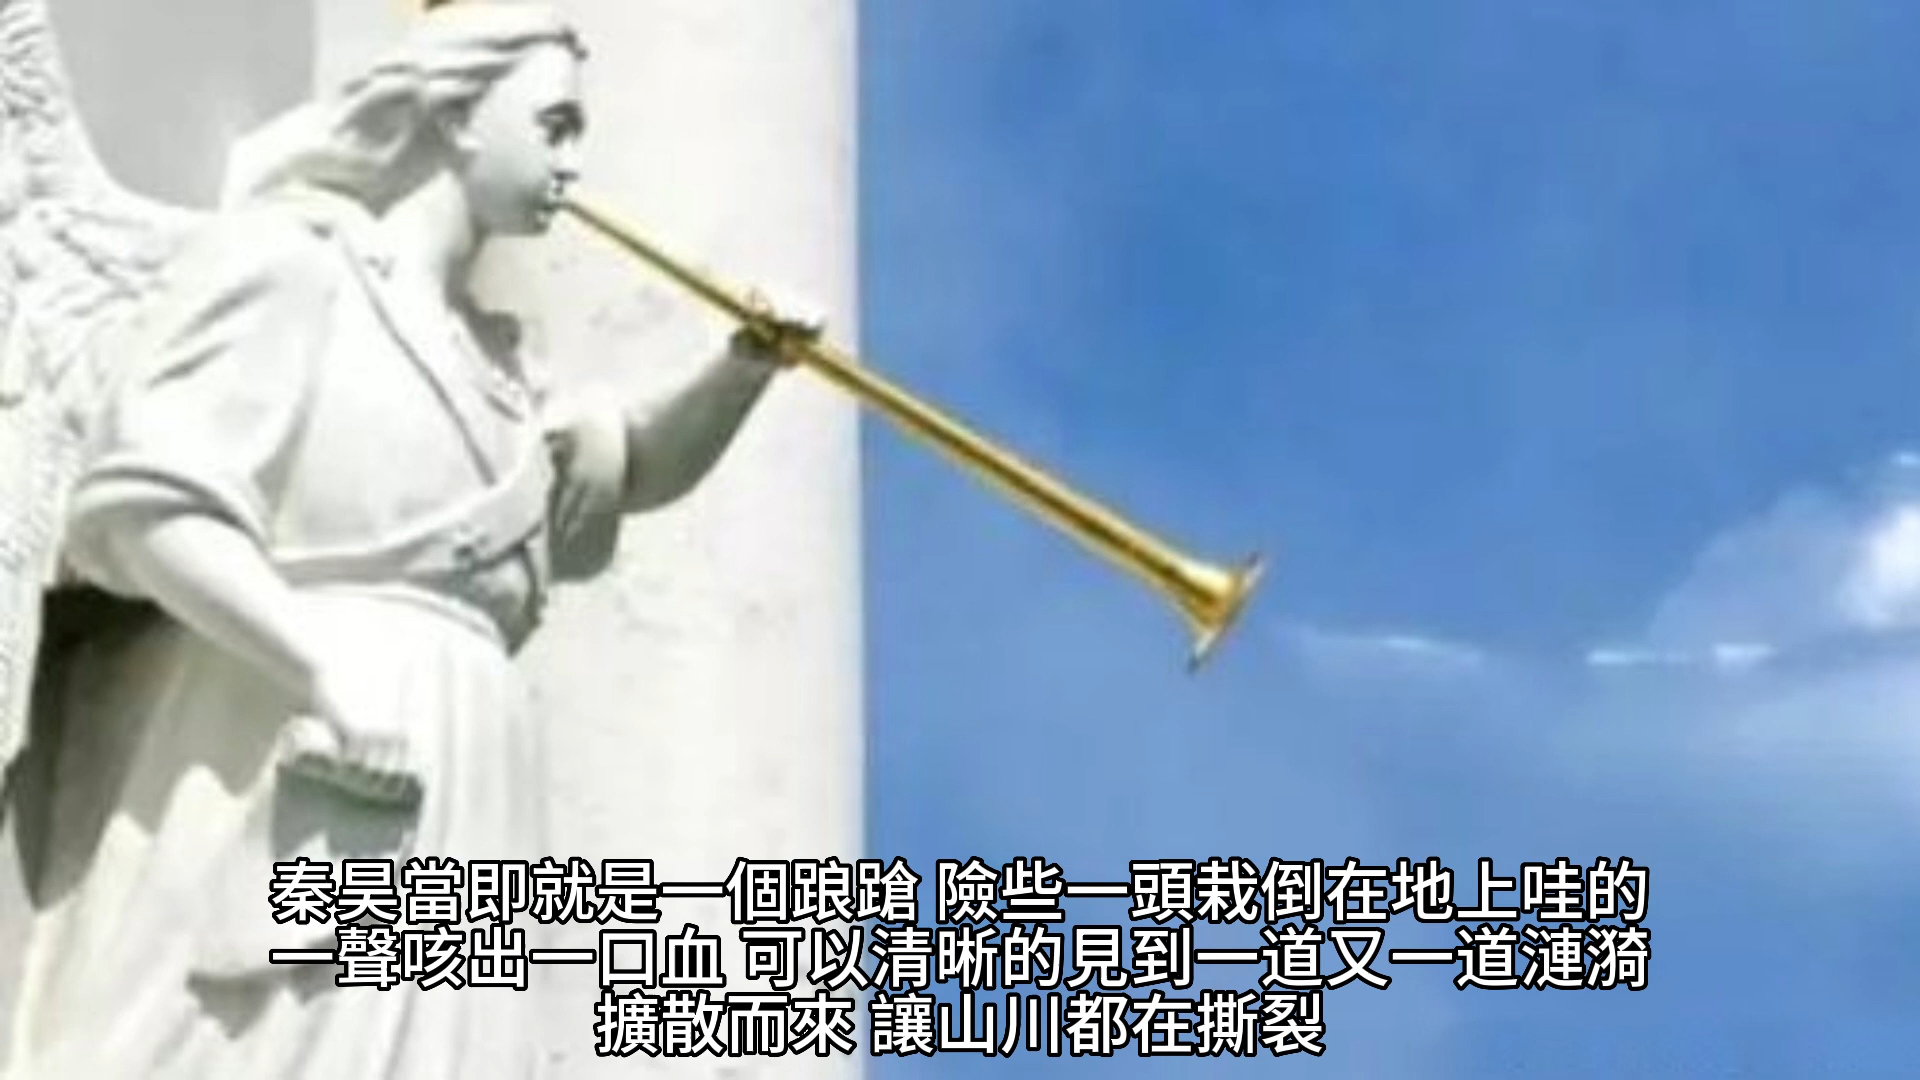 秦昊當即就是一個踉蹌 險些一頭栽倒在地上哇的
一聲咳出一口血 可以清晰的見到一道又一道漣漪
擴散而來 讓山川都在撕裂